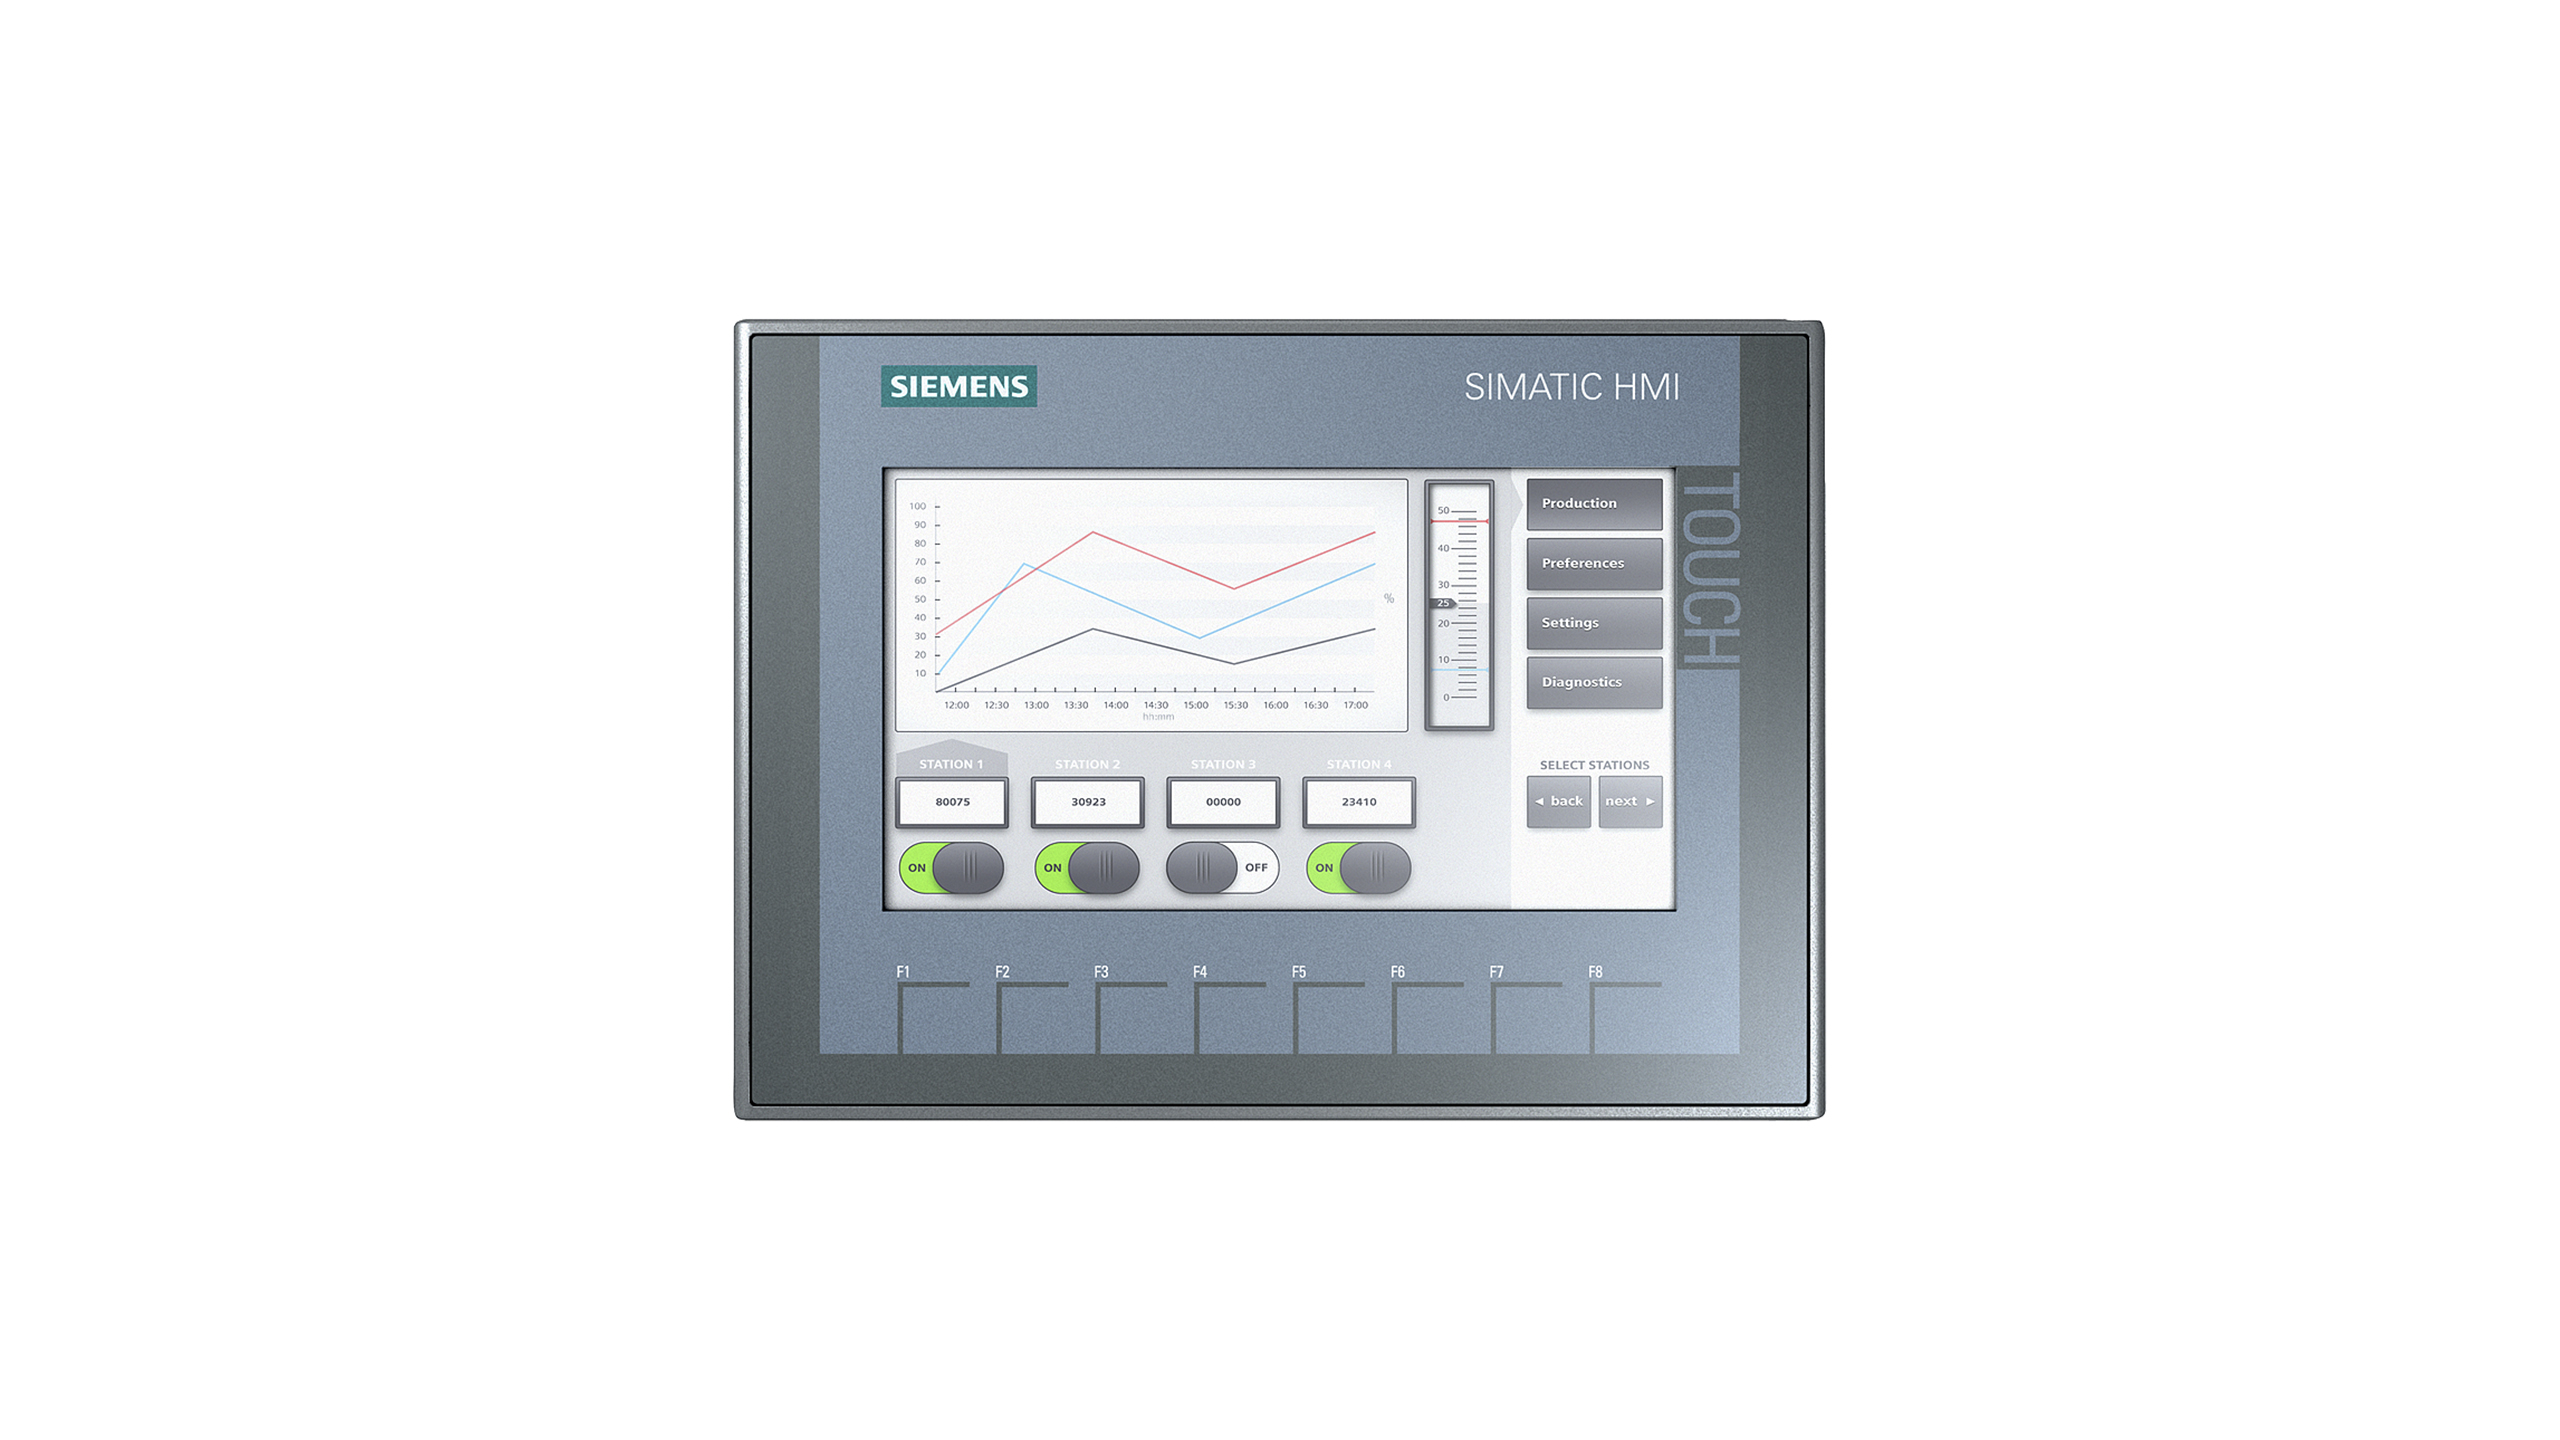 SIEMENS
SIMATIC HMI
TOUCH
100
90
80
70
60
50
40
30
20
10
%
12:00 12:30 13:00 13:30 14:00 14:30 15:00 15:30 16:00 16:30 17:00
hh:mm
50
40
30
25
20
10
0
Production
Preferences
Settings
Diagnostics
STATION 1 STATION 2 STATION 3 STATION 4
80075 30923 00000 23410
ON ON OFF ON
SELECT STATIONS
◄ back next ►
F1 F2 F3 F4 F5 F6 F7 F8